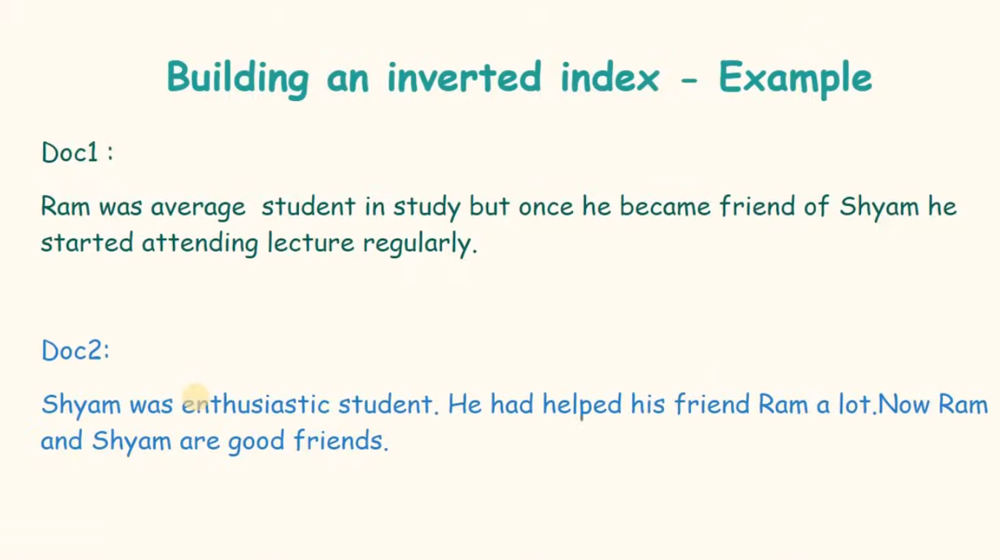 Building an inverted index - Example
Doc1 :
Ram was average student in study but once he became friend of Shyam he
started attending lecture regularly.
Doc2:
Shyam was enthusiastic student. He had helped his friend Ram a lot.Now Ram
and Shyam are good friends.